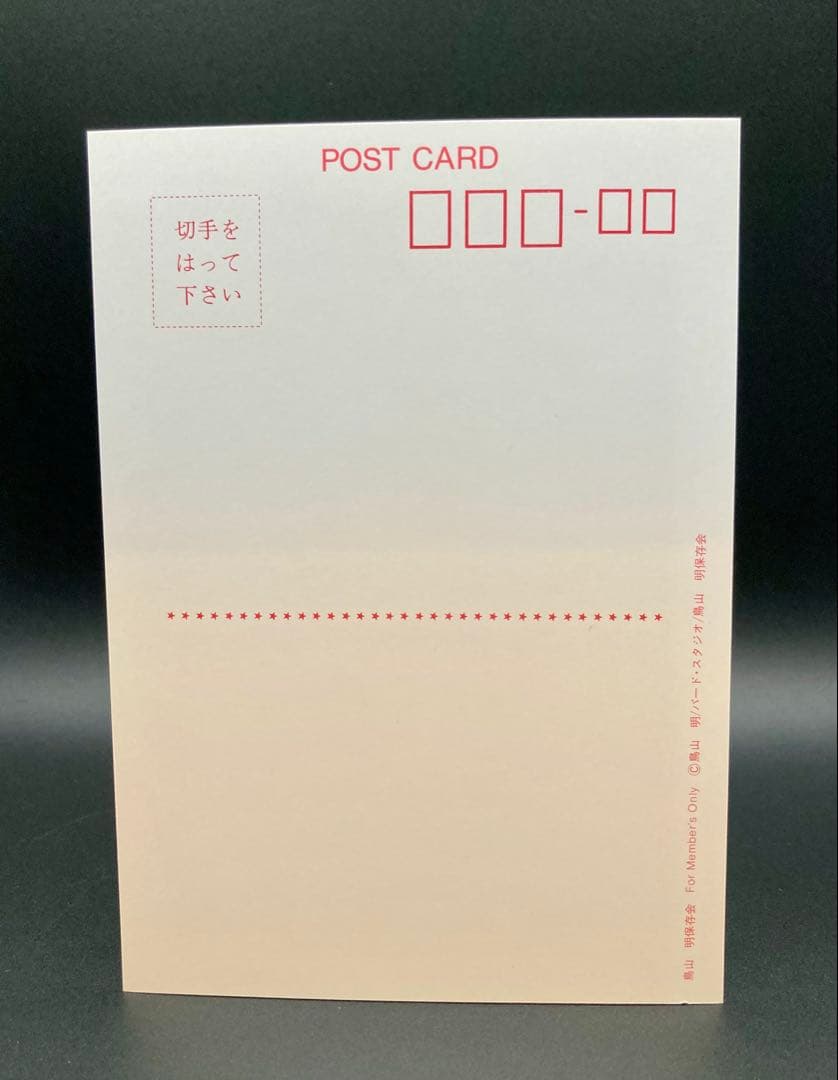 POST CARD
切手を
はって
下さい
鳥山 明保存会 For Member's Only ©鳥山 明/バード・スタジオ/鳥山 明保存会